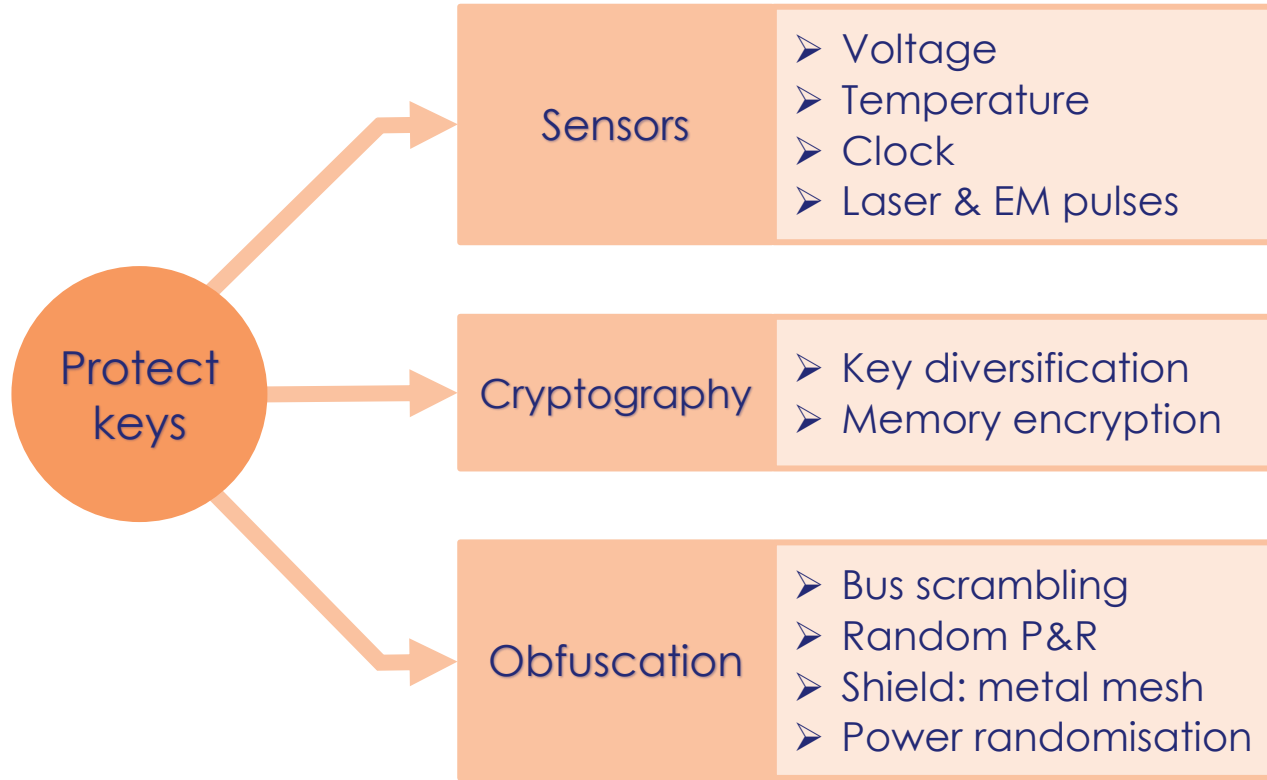 Protect
keys
Sensors
➢ Voltage
➢ Temperature
➢ Clock
➢ Laser & EM pulses
Cryptography
➢ Key diversification
➢ Memory encryption
Obfuscation
➢ Bus scrambling
➢ Random P&R
➢ Shield: metal mesh
➢ Power randomisation